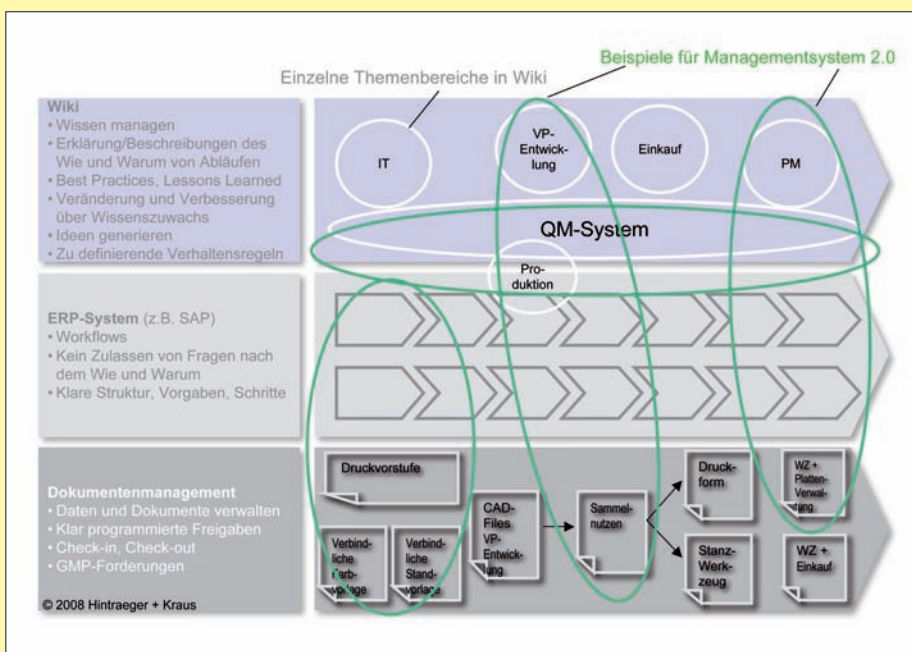 Beispiele für Managementsystem 2.0
Einzelne Themenbereiche in Wiki
Wiki
• Wissen managen
• Erklärung/Beschreibungen des
Wie und Warum von Abläufen
• Best Practices, Lessons Learned
• Veränderung und Verbesserung
über Wissenszuwachs
• Ideen generieren
• Zu definierende Verhaltensregeln
IT
VP-
Entwick-
lung
Einkauf
PM
QM-System
Pro-
duktion
ERP-System (z.B. SAP)
• Workflows
• Kein Zulassen von Fragen nach
dem Wie und Warum
• Klare Struktur, Vorgaben, Schritte
Dokumentenmanagement
• Daten und Dokumente verwalten
• Klar programmierte Freigaben
• Check-in, Check-out
• GMP-Forderungen
Druckvorstufe
Verbind-
liche
Farb-
vorlage
Verbind-
liche
Stand-
vorlage
CAD-
Files
VP-
Entwick-
lung
Sammel-
nutzen
Druck-
form
Stanz-
Werk-
zeug
WZ +
Platten-
Verwal-
tung
WZ +
Einkauf
© 2008 Hintraeger + Kraus